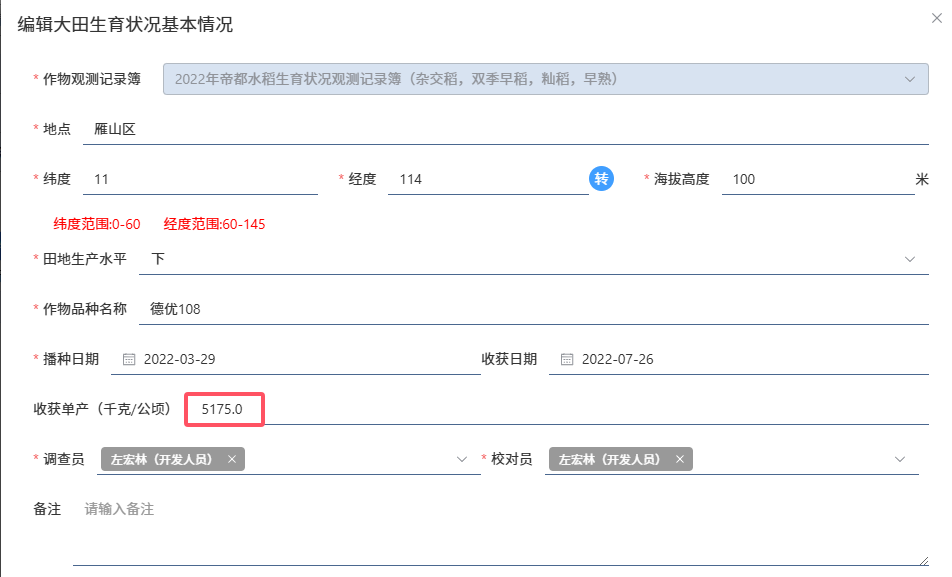 编辑大田生育状况基本情况
* 作物观测记录簿 2022年帝都水稻生育状况观测记录簿（杂交稻，双季早稻，籼稻，早熟）
* 地点 雁山区
* 纬度 11 * 经度 114 转 * 海拔高度 100 米
纬度范围:0-60 经度范围:60-145
* 田地生产水平 下
* 作物品种名称 德优108
* 播种日期 2022-03-29 收获日期 2022-07-26
收获单产（千克/公顷） 5175.0
* 调查员 左宏林（开发人员） × * 校对员 左宏林（开发人员） ×
备注 请输入备注